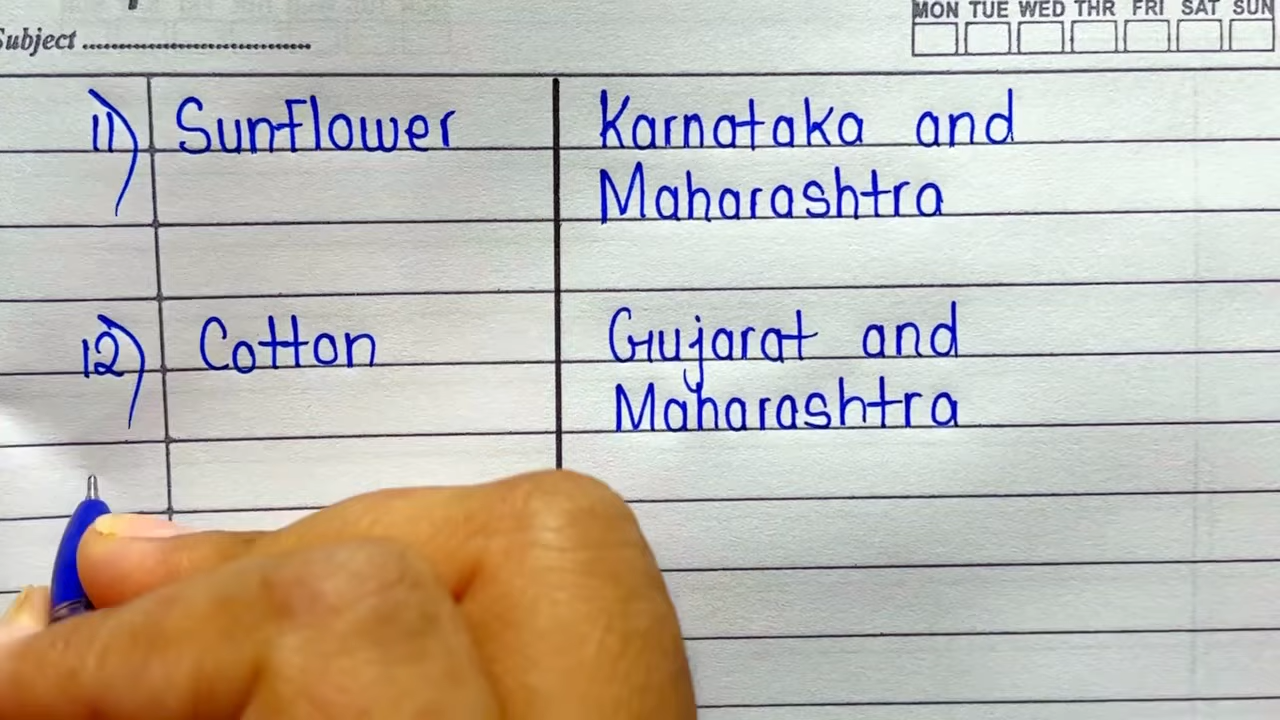 MON TUE WED THR FRI SAT SUN
Subject
11) Sunflower Karnataka and
Maharashtra
12) Cotton Gujarat and
Maharashtra